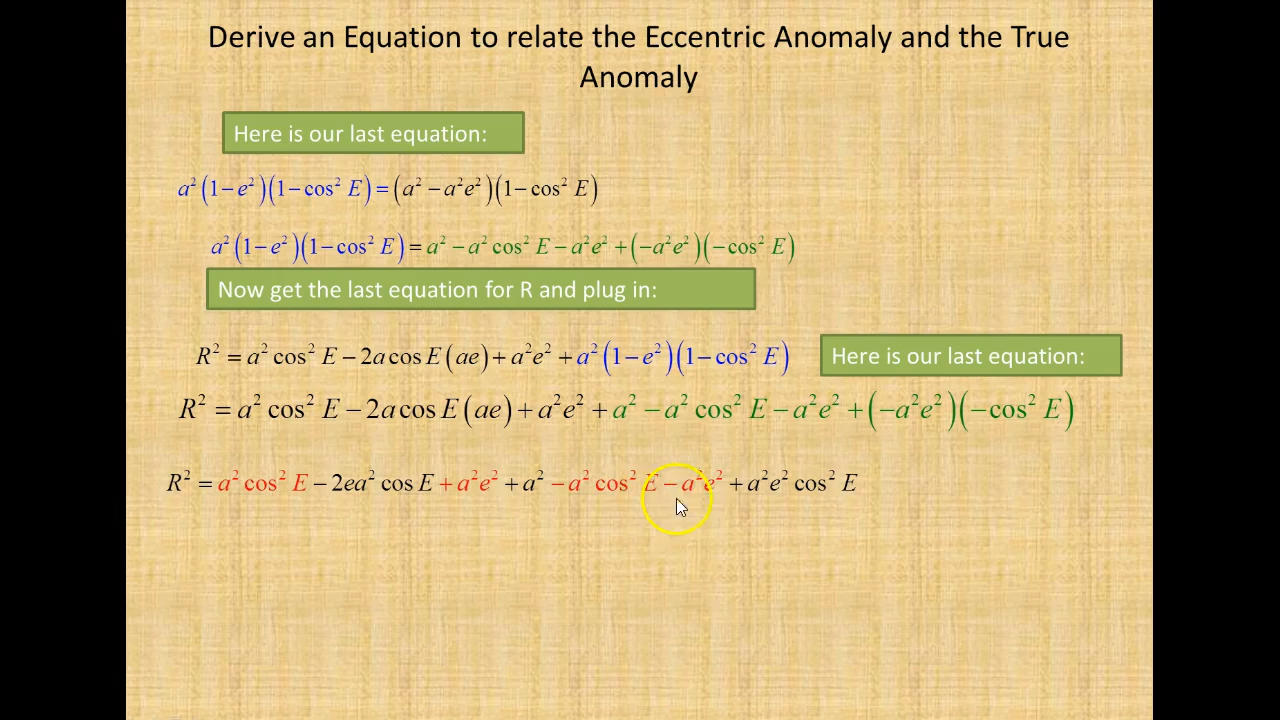 Derive an Equation to relate the Eccentric Anomaly and the True
Anomaly
Here is our last equation:
a²(1−e²)(1−cos² E)=(a²−a²e²)(1−cos² E)
a²(1−e²)(1−cos² E)=a²−a² cos² E−a²e²+(−a²e²)(−cos² E)
Now get the last equation for R and plug in:
R²=a² cos² E−2a cos E(ae)+a²e²+a²(1−e²)(1−cos² E)
Here is our last equation:
R²=a² cos² E−2a cos E(ae)+a²e²+a²−a² cos² E−a²e²+(−a²e²)(−cos² E)
R²=a² cos² E−2ea² cos E+a²e²+a²−a² cos² E−a²e²+a²e² cos² E